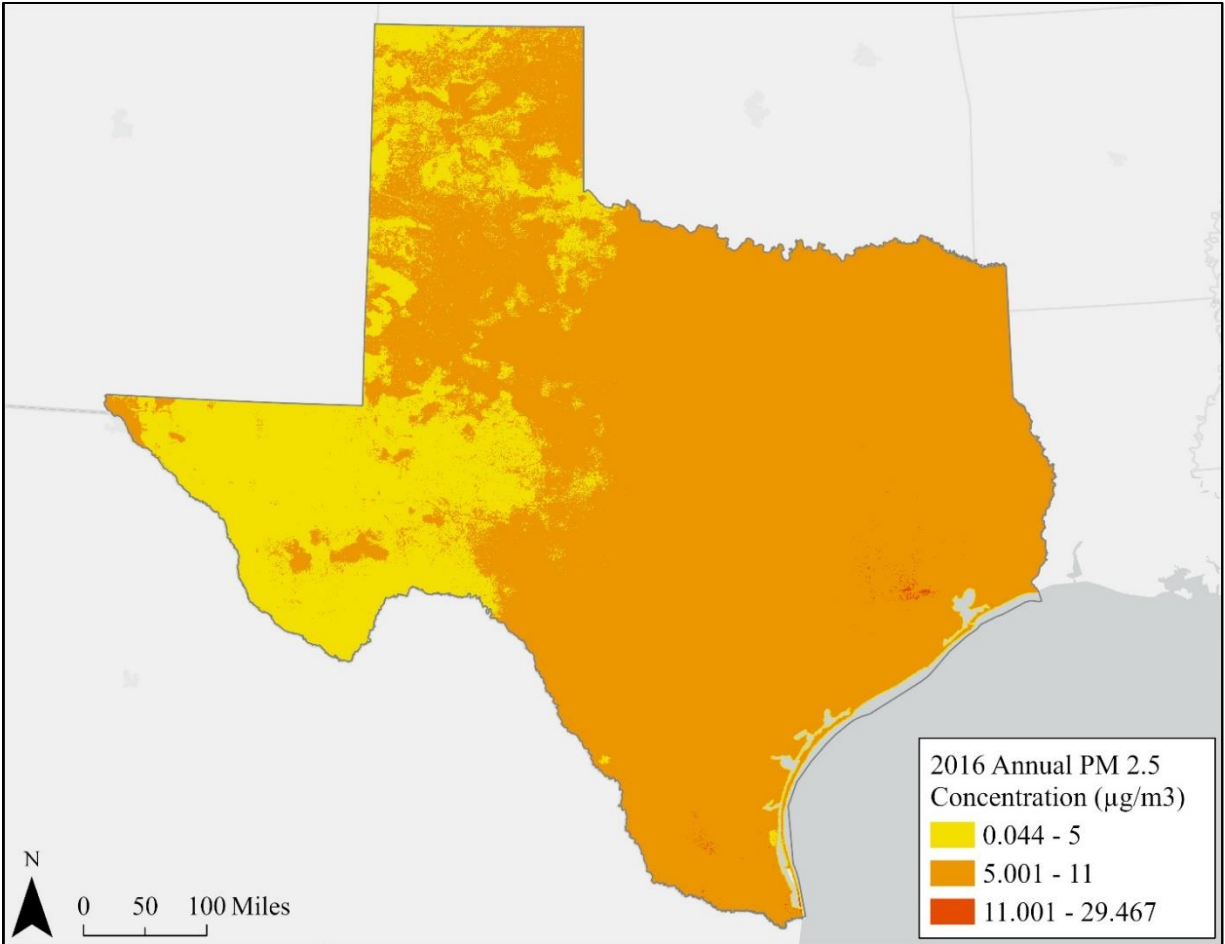 2016 Annual PM 2.5
Concentration (µg/m3)
0.044 - 5
5.001 - 11
11.001 - 29.467
N
0 50 100 Miles